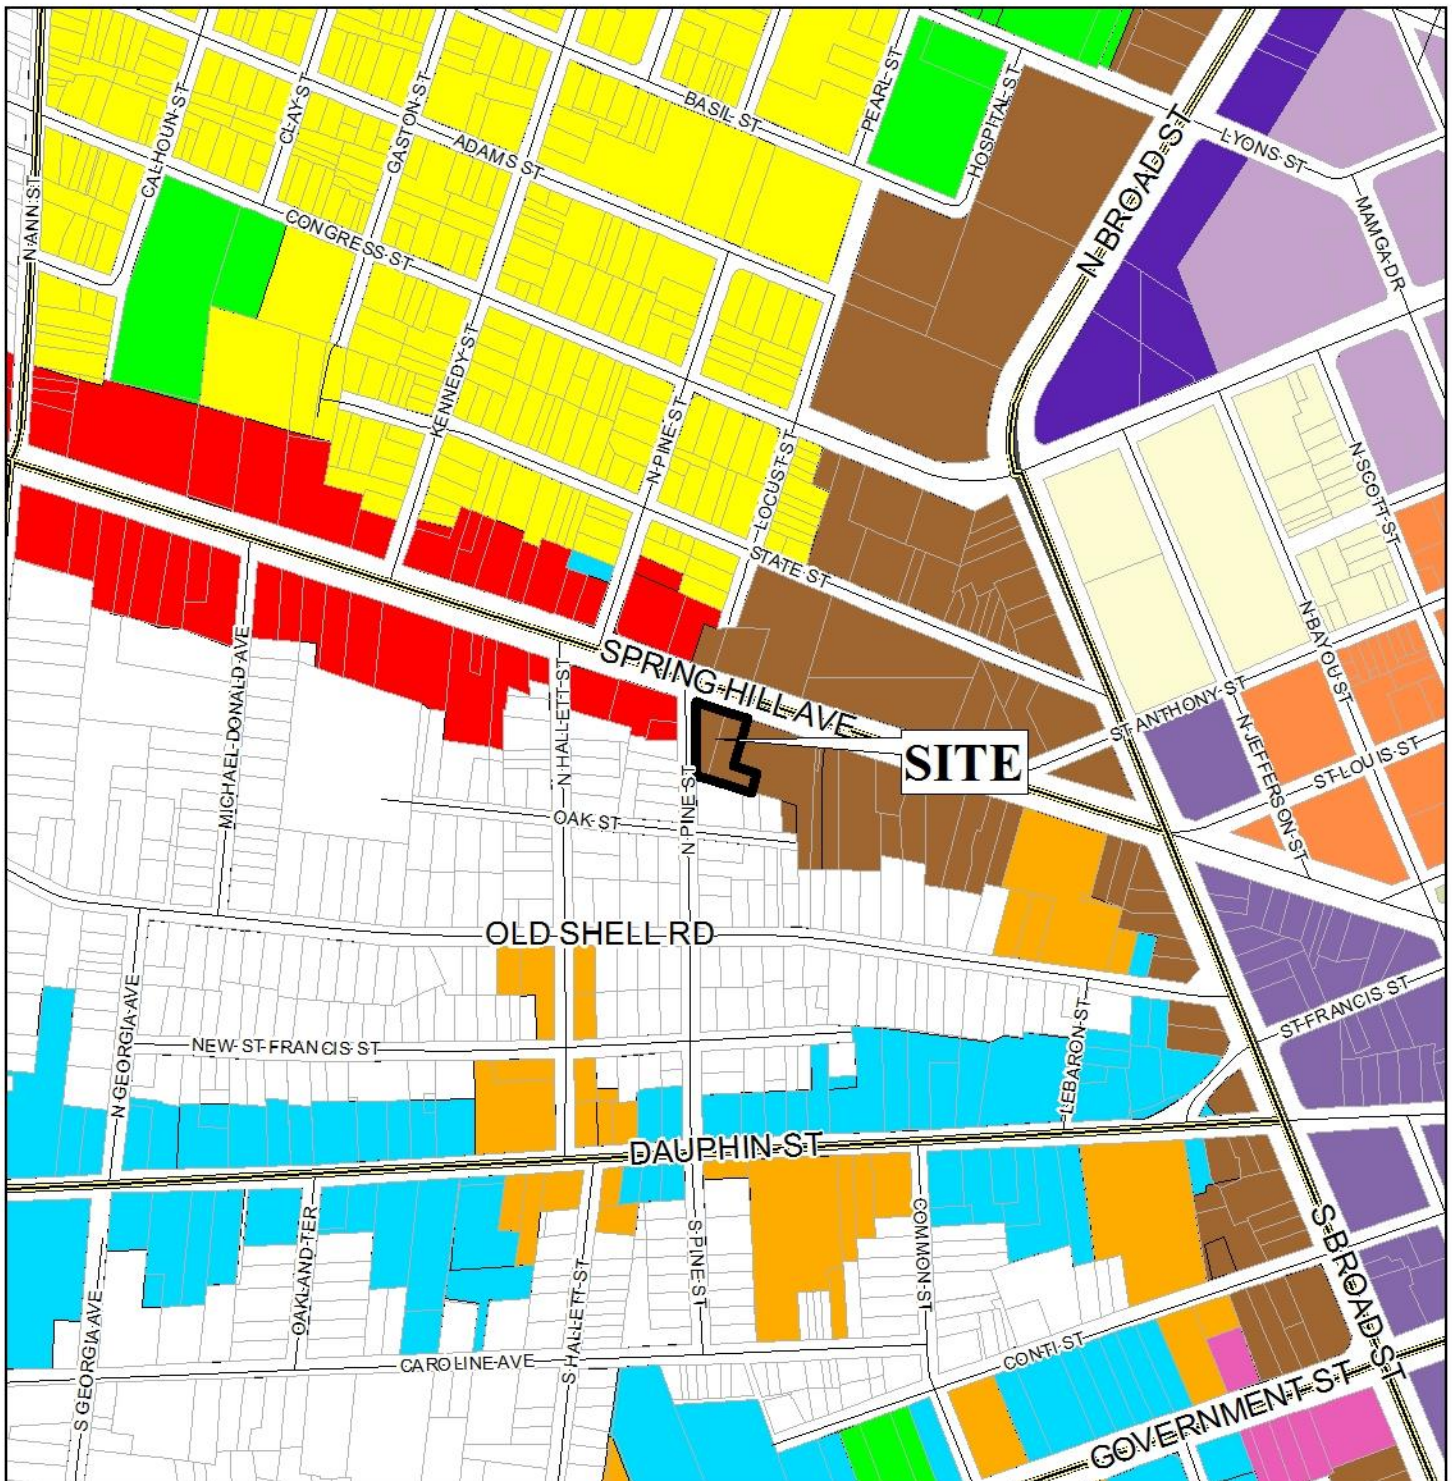 BASIL ST
PEARL ST
HOSPITAL ST
CALHOUN ST
CLAY ST
GASTON ST
ADAMS ST
N BROAD ST
LYONS ST
N ANN ST
CONGRESS ST
MAMGA DR
KENNEDY ST
N PINE ST
LOCUST ST
N SCOTT ST
STATE ST
MICHAEL DONALD AVE
N HALLETT ST
SPRING HILL AVE
N BAYOU ST
ST ANTHONY ST
N JEFFERSON ST
SITE
ST LOUIS ST
N PINE ST
OAK ST
OLD SHELL RD
N GEORGIA AVE
NEW ST FRANCIS ST
LEBARON ST
ST FRANCIS ST
DAUPHIN ST
OAKLAND TER
S HALLETT ST
S PINE ST
COMMON ST
S BROAD ST
S GEORGIA AVE
CAROLINE AVE
CONTI ST
GOVERNMENT ST